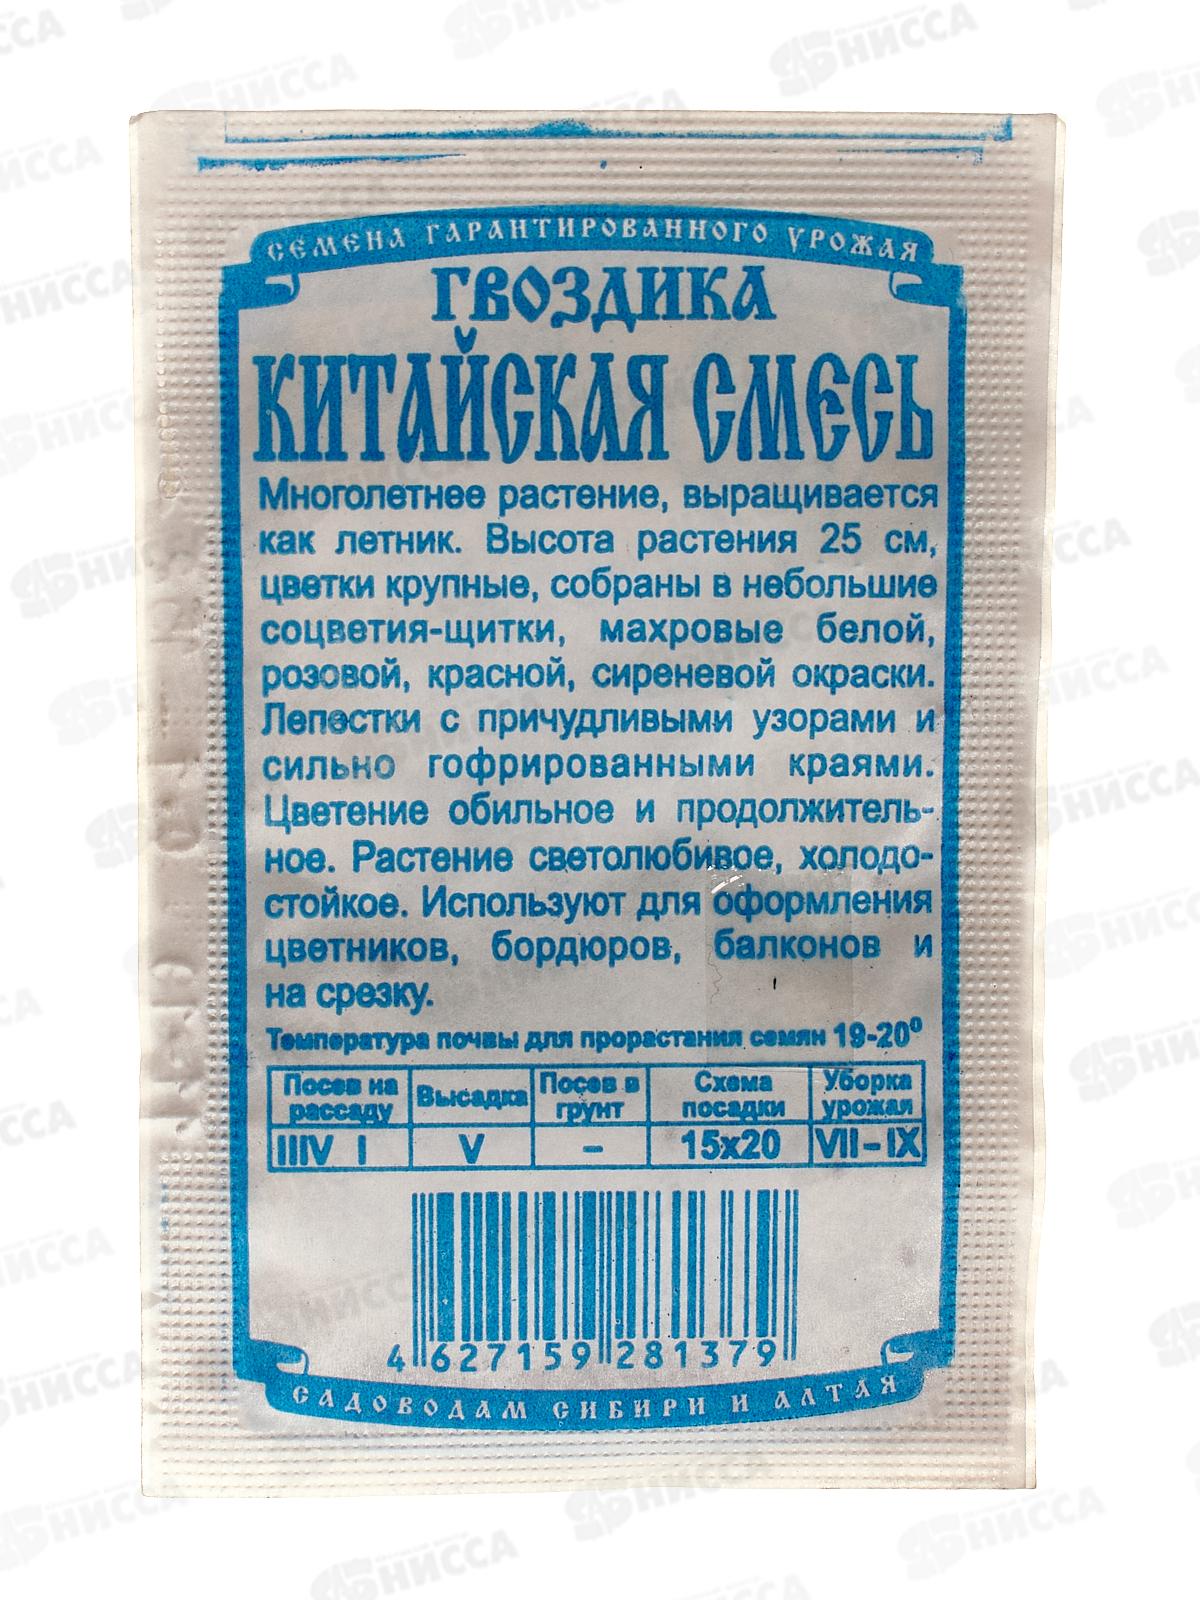 СЕМЕНА ГАРАНТИРОВАННОГО УРОЖАЯ
ГВОЗДИКА
КИТАЙСКАЯ СМЕСЬ
Многолетнее растение, выращивается
как летник. Высота растения 25 см,
цветки крупные, собраны в небольшие
соцветия-щитки, махровые белой,
розовой, красной, сиреневой окраски.
Лепестки с причудливыми узорами и
сильно гофрированными краями.
Цветение обильное и продолжитель-
ное. Растение светолюбивое, холодо-
стойкое. Используют для оформления
цветников, бордюров, балконов и
на срезку.
Температура почвы для прорастания семян 19-20⁰
Посев на рассаду Высадка Посев в грунт Схема посадки Уборка урожая
IIIV I V – 15x20 VII–IX
4 627159 281379
САДОВОДАМ СИБИРИ И АЛТАЯ
НИССА